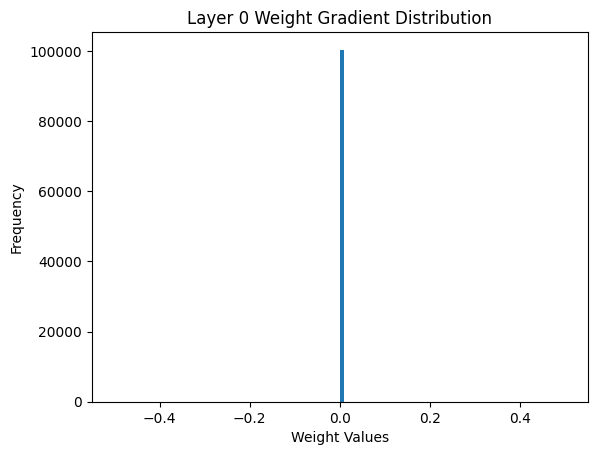 Layer 0 Weight Gradient Distribution
100000
80000
60000
40000
20000
0
Frequency
−0.4 −0.2 0.0 0.2 0.4
Weight Values